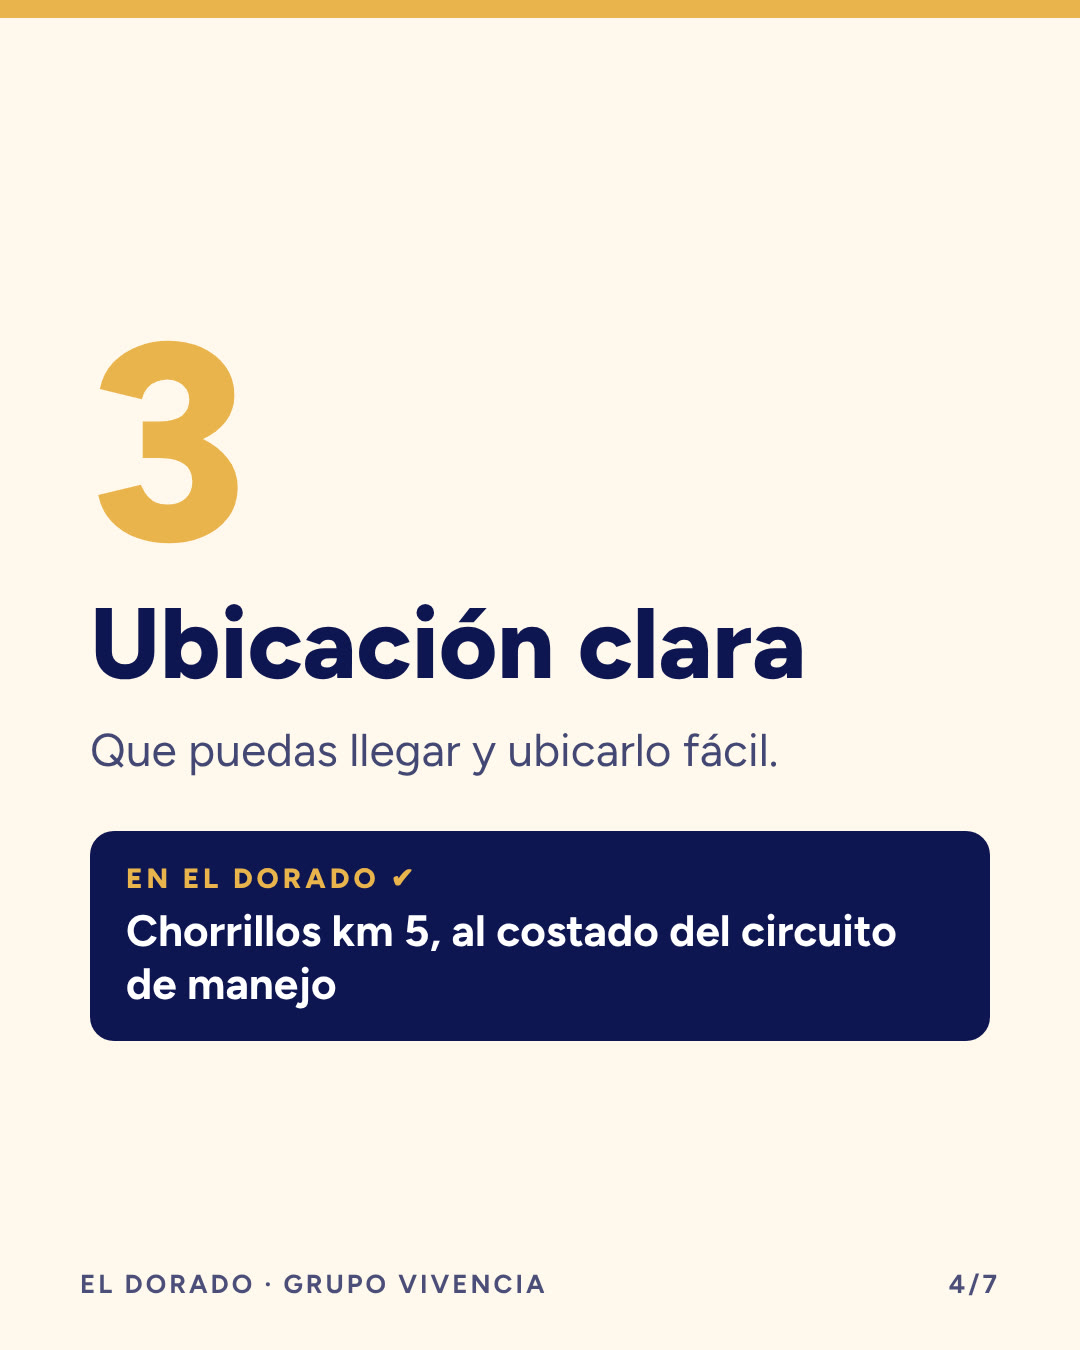 3
Ubicación clara
Que puedas llegar y ubicarlo fácil.
EN EL DORADO ✔
Chorrillos km 5, al costado del circuito
de manejo
EL DORADO · GRUPO VIVENCIA
4/7